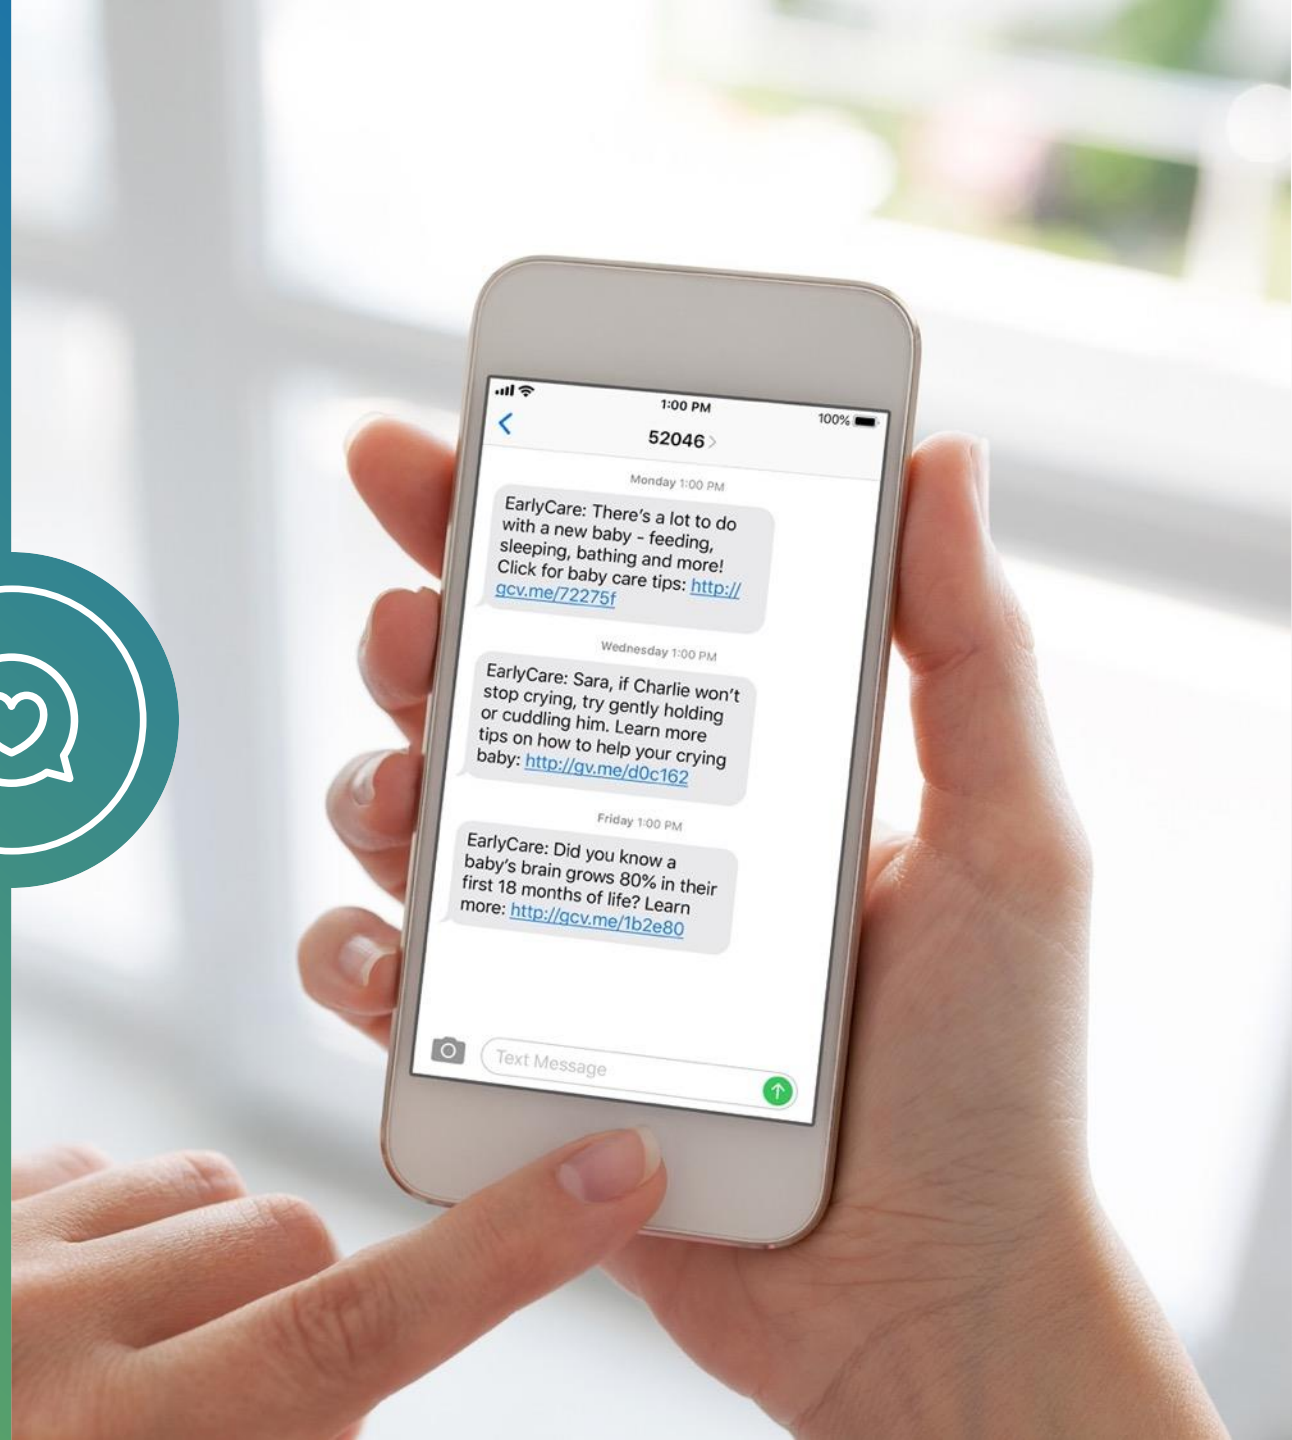 1:00 PM
100%
52046
Monday 1:00 PM
EarlyCare: There's a lot to do
with a new baby - feeding,
sleeping, bathing and more!
Click for baby care tips: http://
gcv.me/72275f
Wednesday 1:00 PM
EarlyCare: Sara, if Charlie won't
stop crying, try gently holding
or cuddling him. Learn more
tips on how to help your crying
baby: http://gv.me/d0c162
Friday 1:00 PM
EarlyCare: Did you know a
baby's brain grows 80% in their
first 18 months of life? Learn
more: http://gcv.me/1b2e80
Text Message